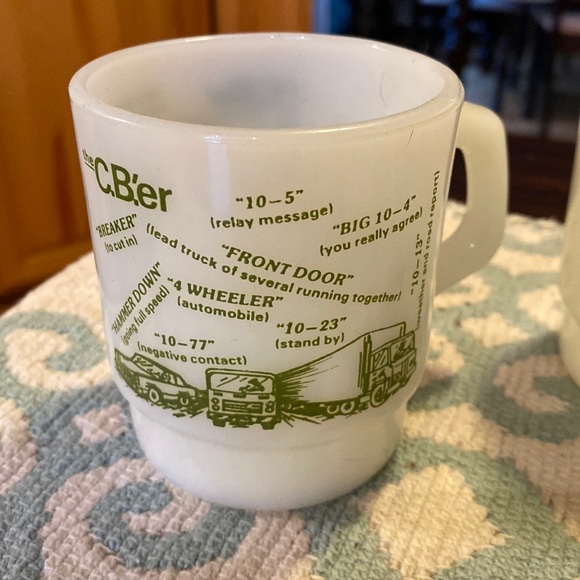 the
C.B.'er
"10-5"
(relay message)
"BIG 10-4"
(you really agree)
"BREAKER"
(to cut in)
"FRONT DOOR"
(lead truck of several running together)
"10-13"
(weather and road report)
"HAMMER DOWN"
(going full speed)
"4 WHEELER"
(automobile)
"10-23"
(stand by)
"10-77"
(negative contact)